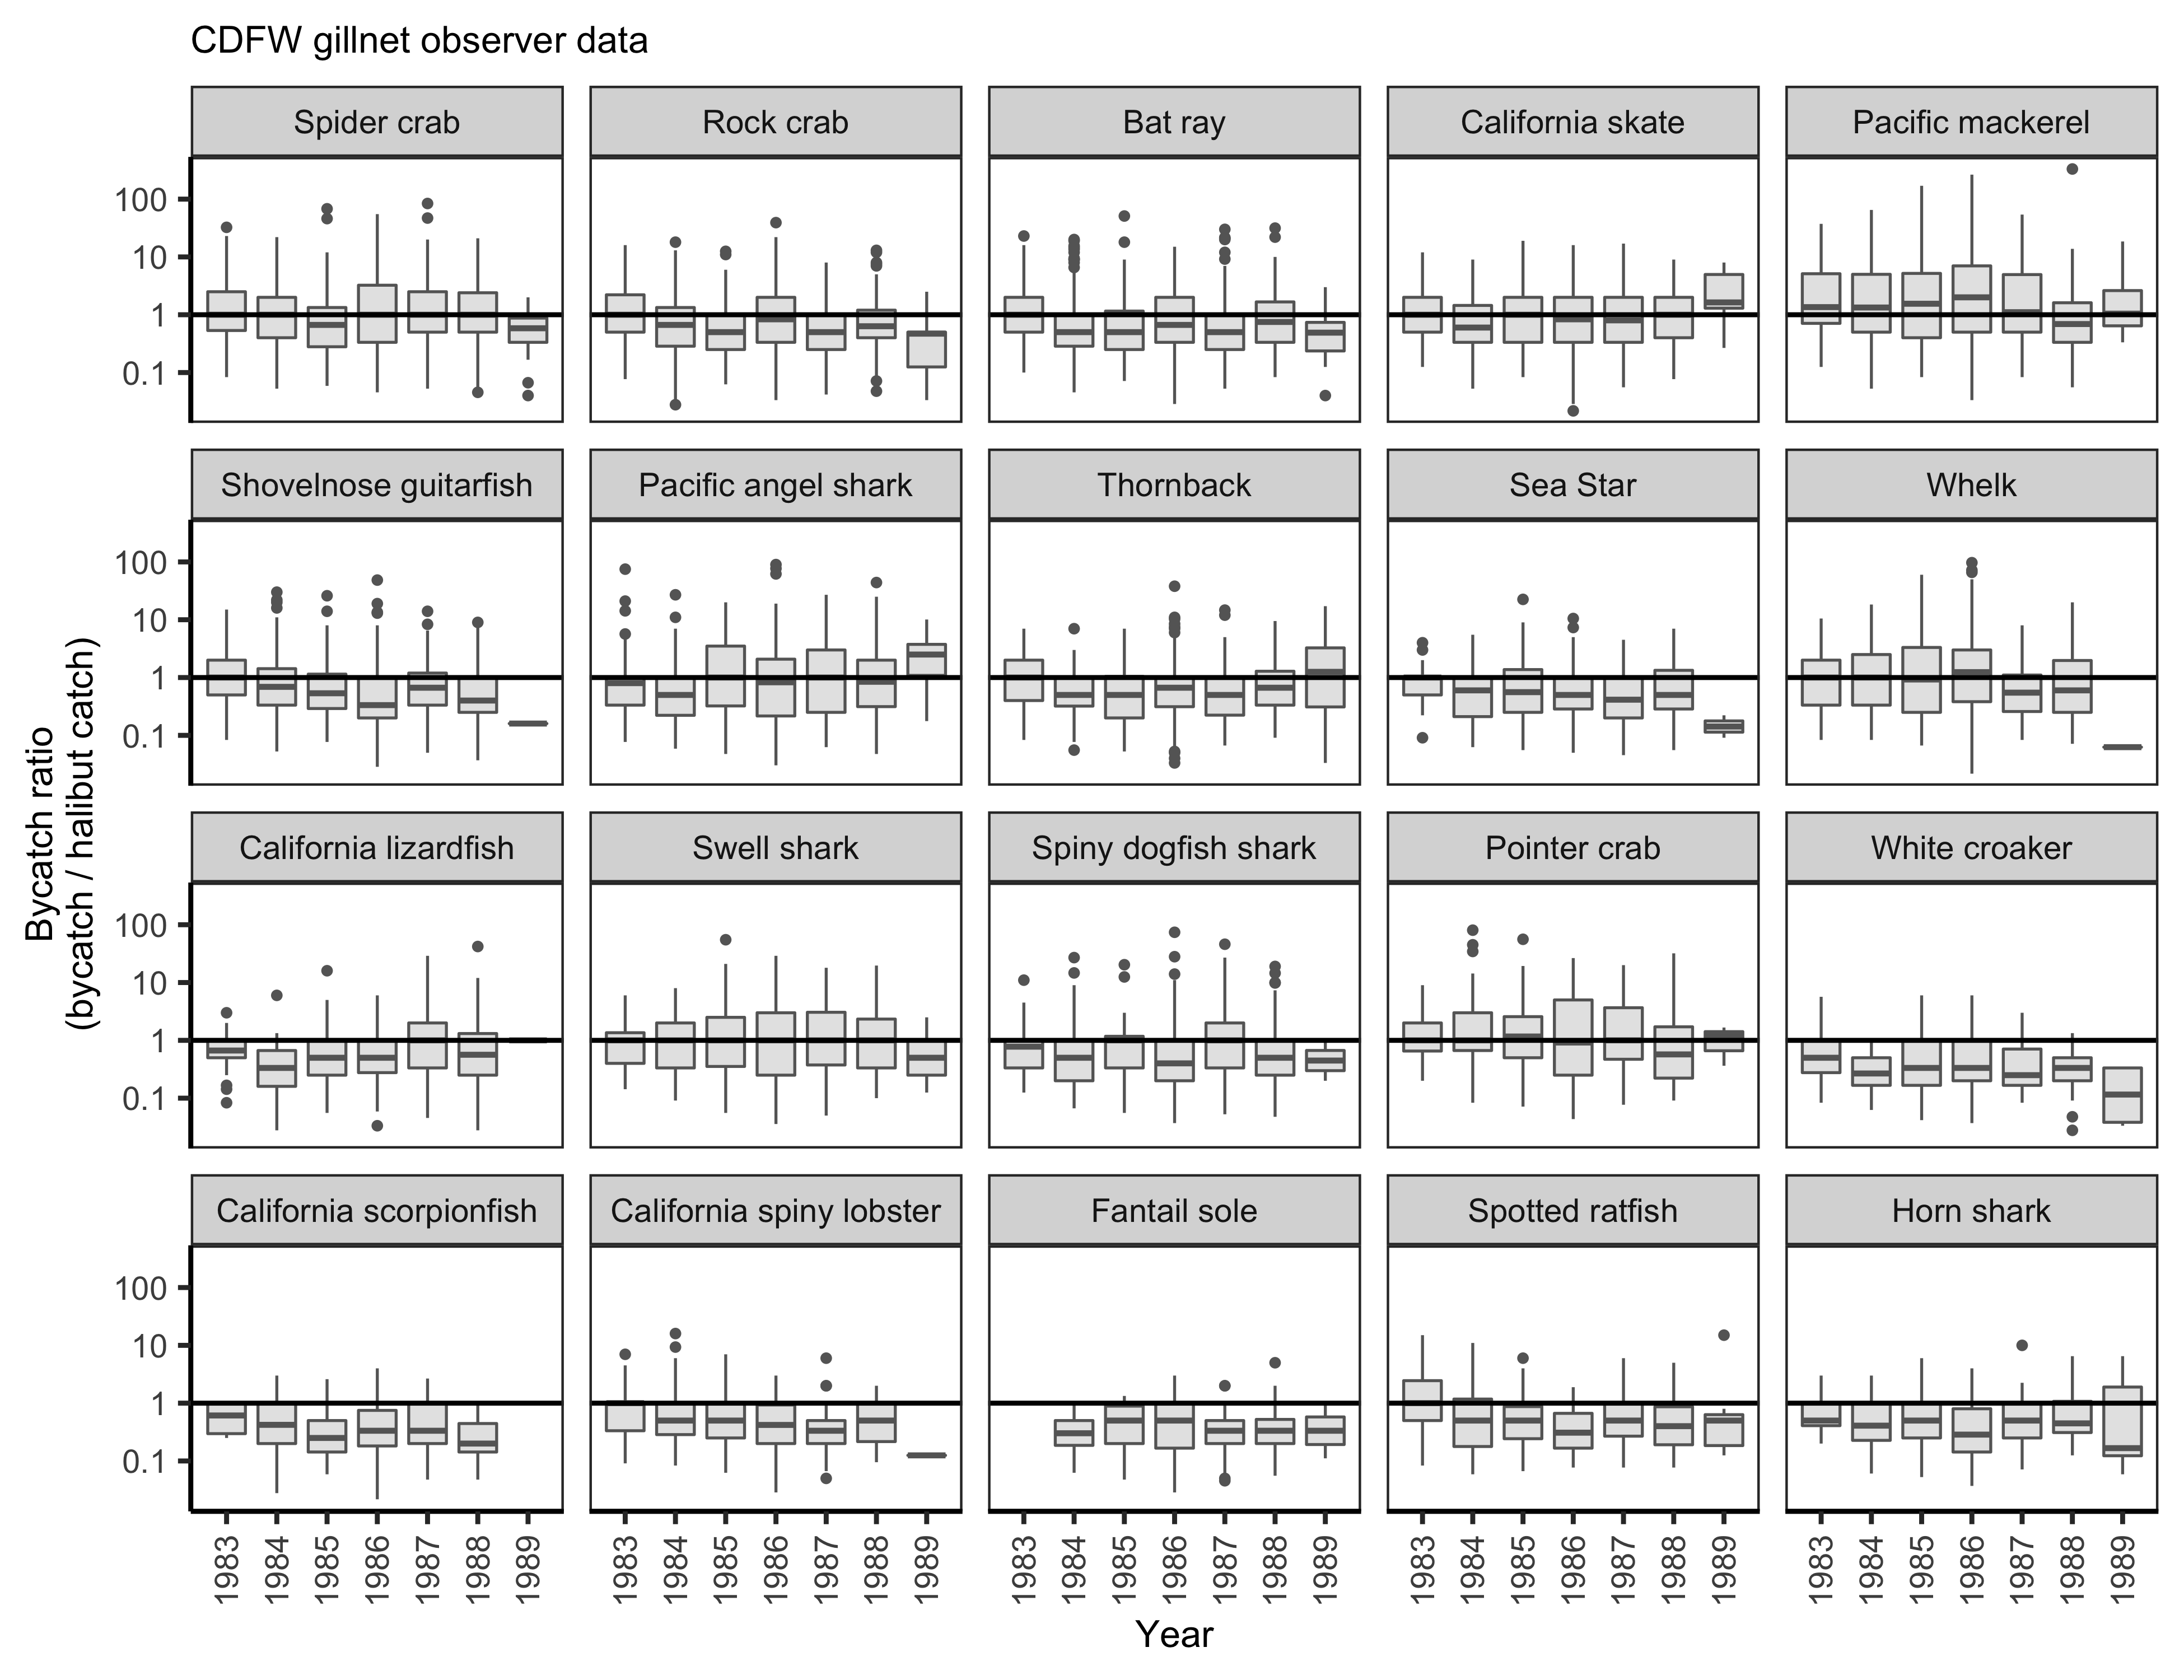 CDFW gillnet observer data
Spider crab
Rock crab
Bat ray
California skate
Pacific mackerel
100
10
1
0.1
Shovelnose guitarfish
Pacific angel shark
Thornback
Sea Star
Whelk
100
10
1
0.1
Bycatch ratio
(bycatch / halibut catch)
California lizardfish
Swell shark
Spiny dogfish shark
Pointer crab
White croaker
100
10
1
0.1
California scorpionfish
California spiny lobster
Fantail sole
Spotted ratfish
Horn shark
100
10
1
0.1
1983 1984 1985 1986 1987 1988 1989
1983 1984 1985 1986 1987 1988 1989
1983 1984 1985 1986 1987 1988 1989
1983 1984 1985 1986 1987 1988 1989
1983 1984 1985 1986 1987 1988 1989
Year